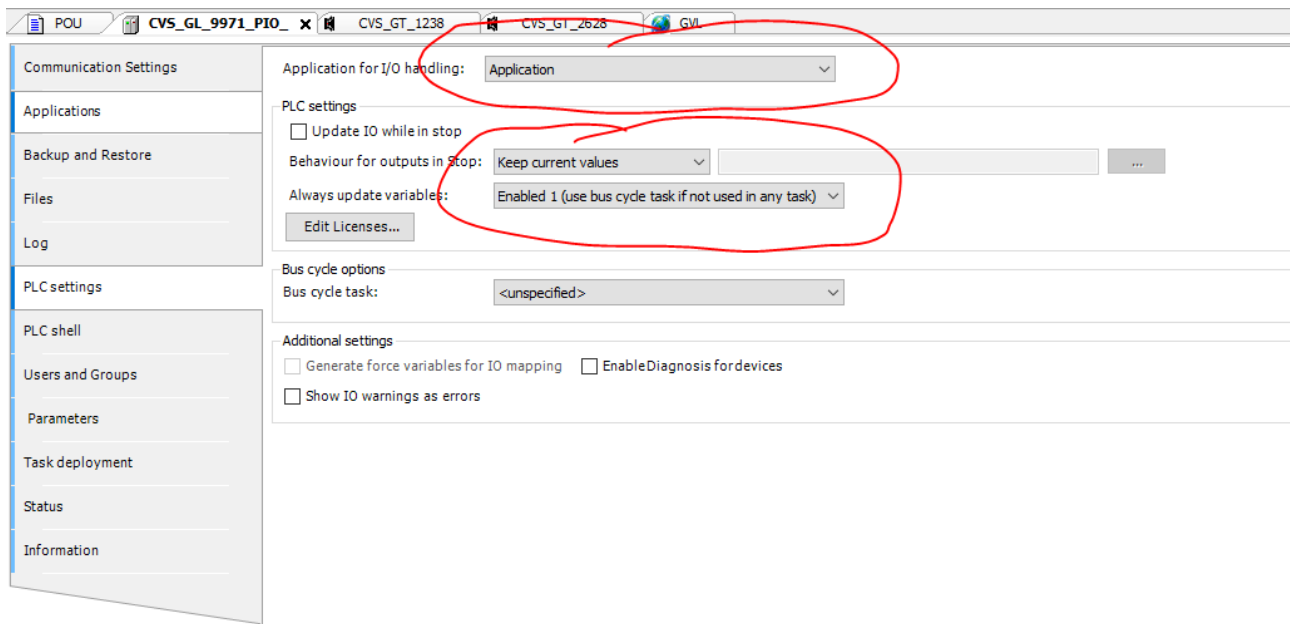 POU CVS_GL_9971_PIO_ CVS_GT_1238 CVS_GT_2628 GVL
Communication Settings
Applications
Backup and Restore
Files
Log
PLC settings
PLC shell
Users and Groups
Parameters
Task deployment
Status
Information
Application for I/O handling: Application
PLC settings
Update IO while in stop
Behaviour for outputs in Stop: Keep current values ...
Always update variables: Enabled 1 (use bus cycle task if not used in any task)
Edit Licenses...
Bus cycle options
Bus cycle task: <unspecified>
Additional settings
Generate force variables for IO mapping Enable Diagnosis for devices
Show IO warnings as errors